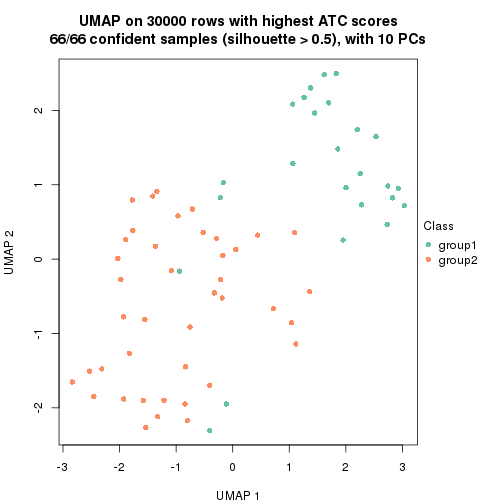 UMAP on 30000 rows with highest ATC scores
66/66 confident samples (silhouette > 0.5), with 10 PCs
2
1
0
-1
-2
UMAP 2
-3 -2 -1 0 1 2 3
UMAP 1
Class
group1
group2